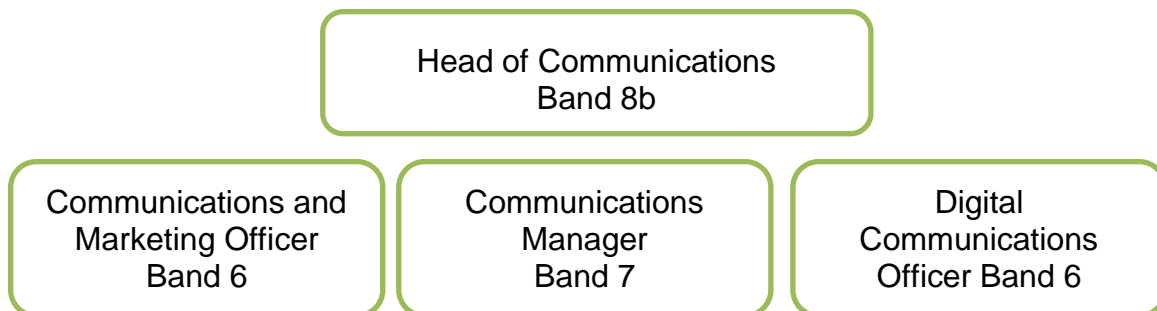 Head of Communications
Band 8b
Communications and
Marketing Officer
Band 6
Communications
Manager
Band 7
Digital
Communications
Officer Band 6